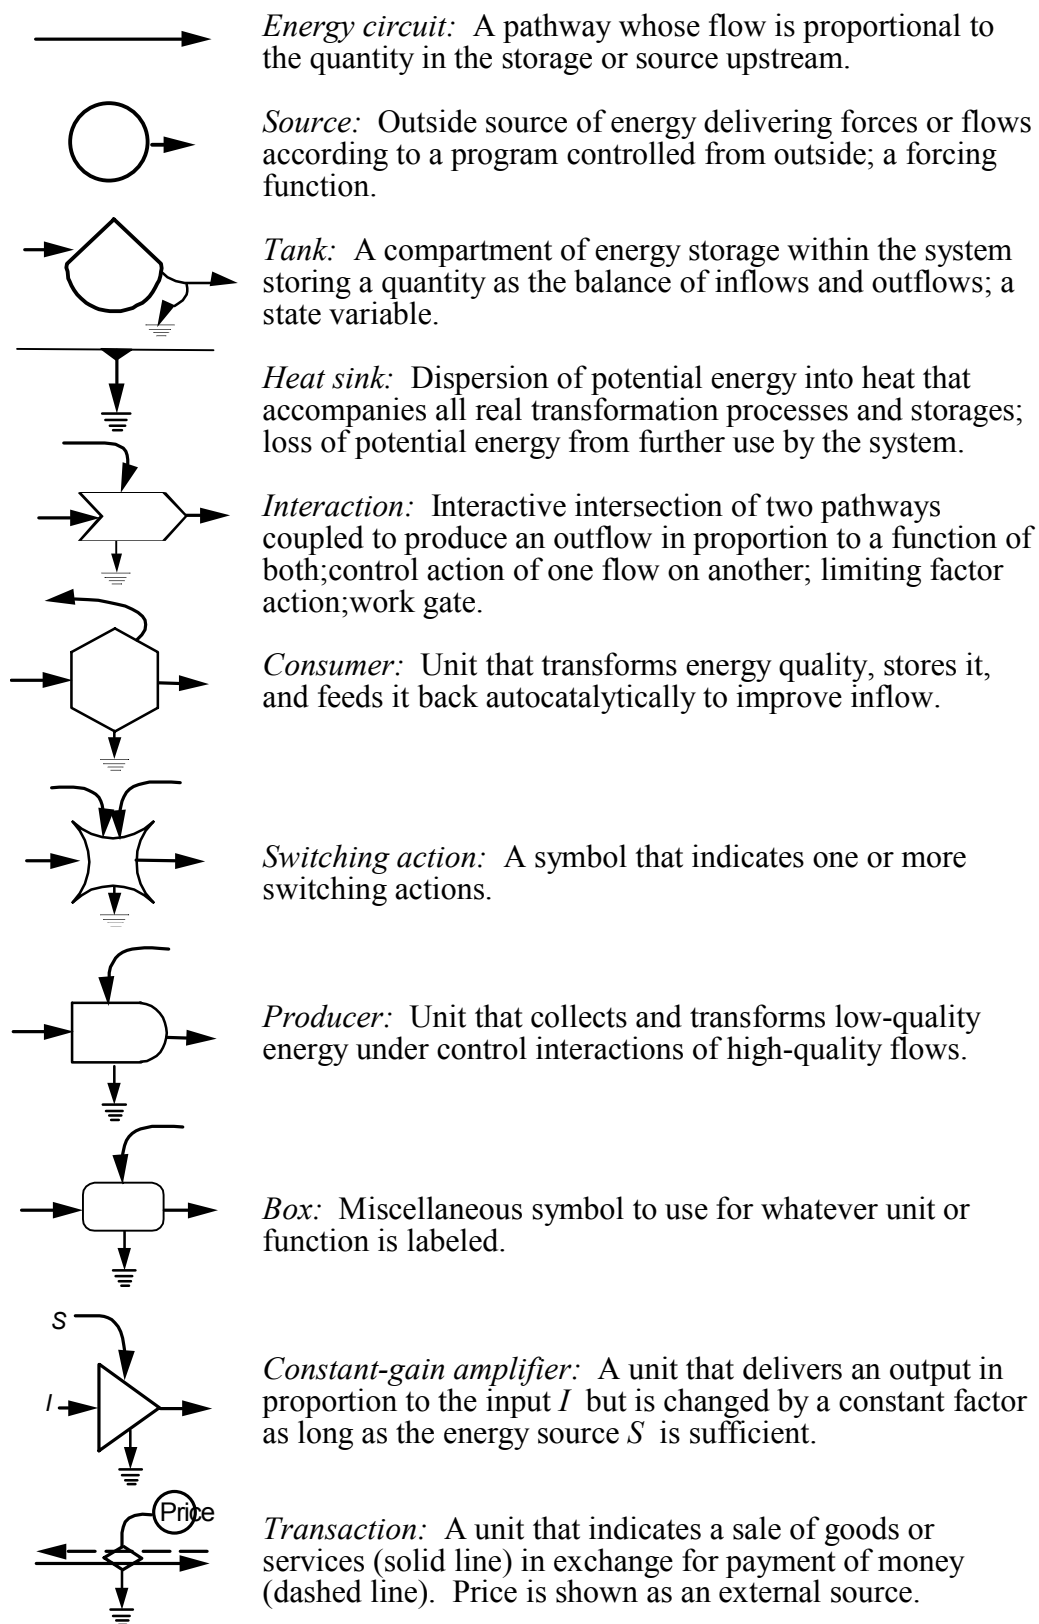 Energy circuit: A pathway whose flow is proportional to
the quantity in the storage or source upstream.
Source: Outside source of energy delivering forces or flows
according to a program controlled from outside; a forcing
function.
Tank: A compartment of energy storage within the system
storing a quantity as the balance of inflows and outflows; a
state variable.
Heat sink: Dispersion of potential energy into heat that
accompanies all real transformation processes and storages;
loss of potential energy from further use by the system.
Interaction: Interactive intersection of two pathways
coupled to produce an outflow in proportion to a function of
both;control action of one flow on another; limiting factor
action;work gate.
Consumer: Unit that transforms energy quality, stores it,
and feeds it back autocatalytically to improve inflow.
Switching action: A symbol that indicates one or more
switching actions.
Producer: Unit that collects and transforms low-quality
energy under control interactions of high-quality flows.
Box: Miscellaneous symbol to use for whatever unit or
function is labeled.
S
I
Constant-gain amplifier: A unit that delivers an output in
proportion to the input I but is changed by a constant factor
as long as the energy source S is sufficient.
Price
Transaction: A unit that indicates a sale of goods or
services (solid line) in exchange for payment of money
(dashed line). Price is shown as an external source.